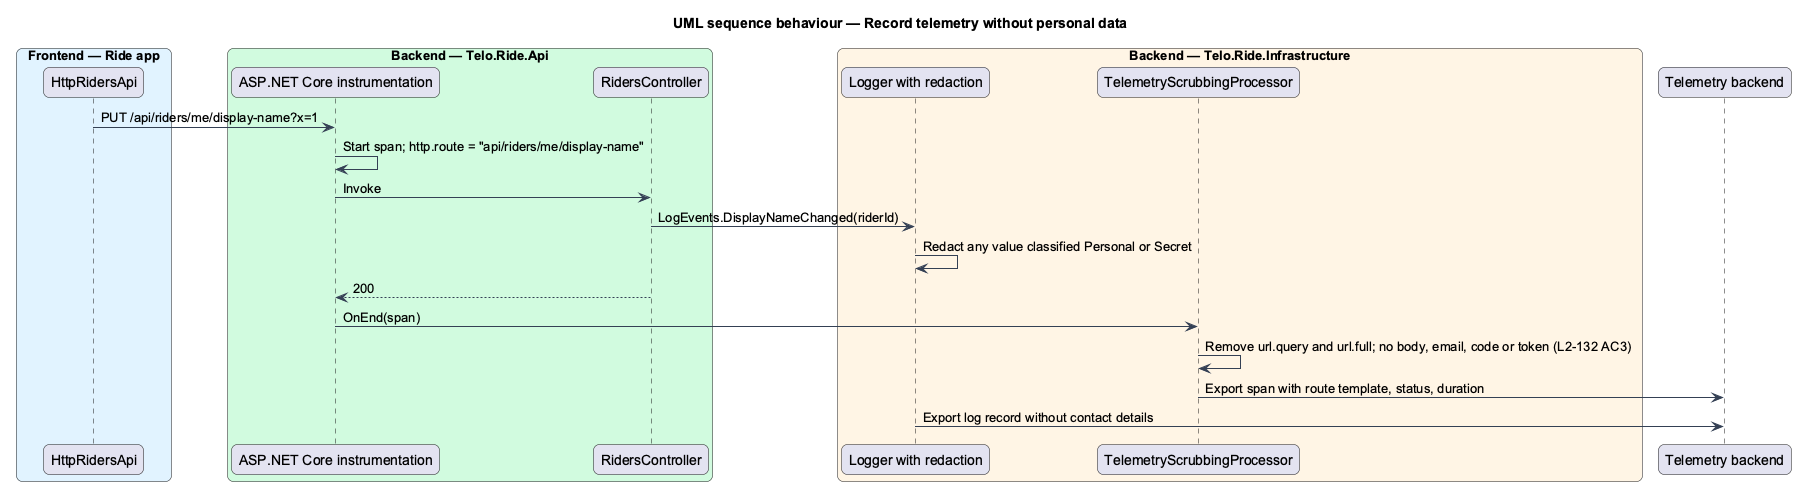 UML sequence behaviour — Record telemetry without personal data
Frontend — Ride app
Backend — Telo.Ride.Api
Backend — Telo.Ride.Infrastructure
HttpRidersApi
ASP.NET Core instrumentation
RidersController
Logger with redaction
TelemetryScrubbingProcessor
Telemetry backend
PUT /api/riders/me/display-name?x=1
Start span; http.route = "api/riders/me/display-name"
Invoke
LogEvents.DisplayNameChanged(riderId)
Redact any value classified Personal or Secret
200
OnEnd(span)
Remove url.query and url.full; no body, email, code or token (L2-132 AC3)
Export span with route template, status, duration
Export log record without contact details
HttpRidersApi
ASP.NET Core instrumentation
RidersController
Logger with redaction
TelemetryScrubbingProcessor
Telemetry backend